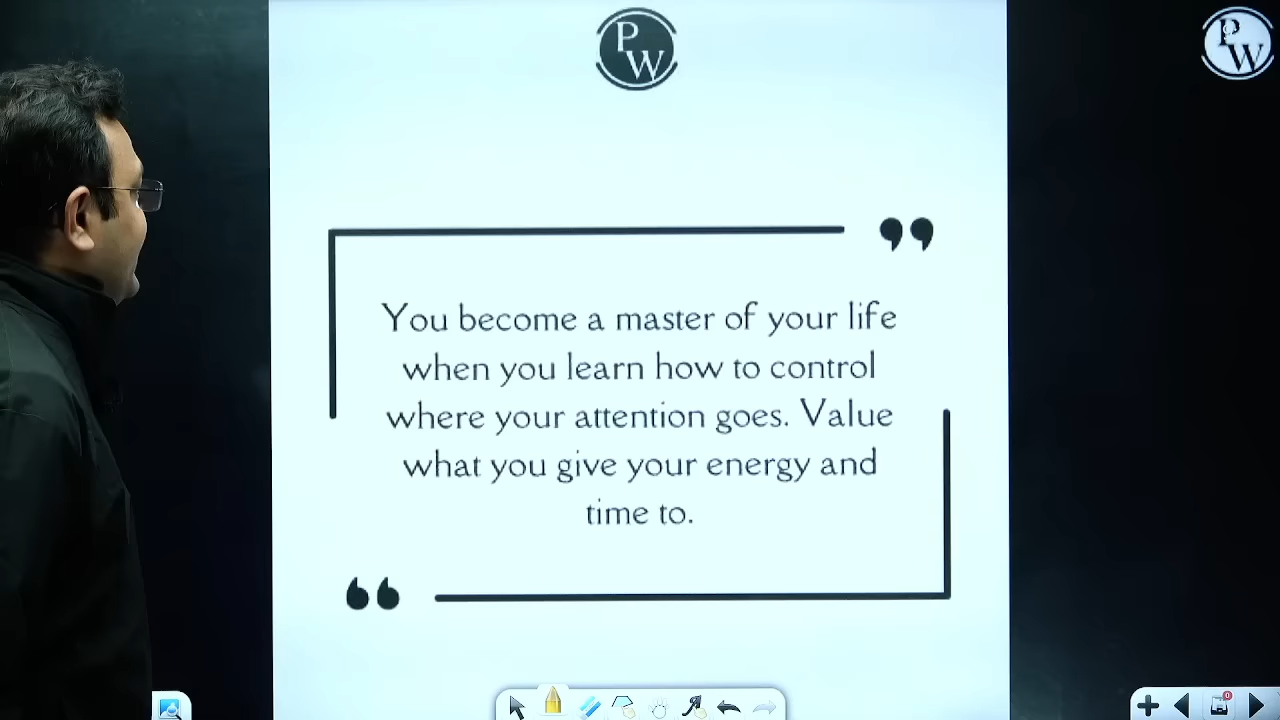 PW
PW
You become a master of your life
when you learn how to control
where your attention goes. Value
what you give your energy and
time to.
0